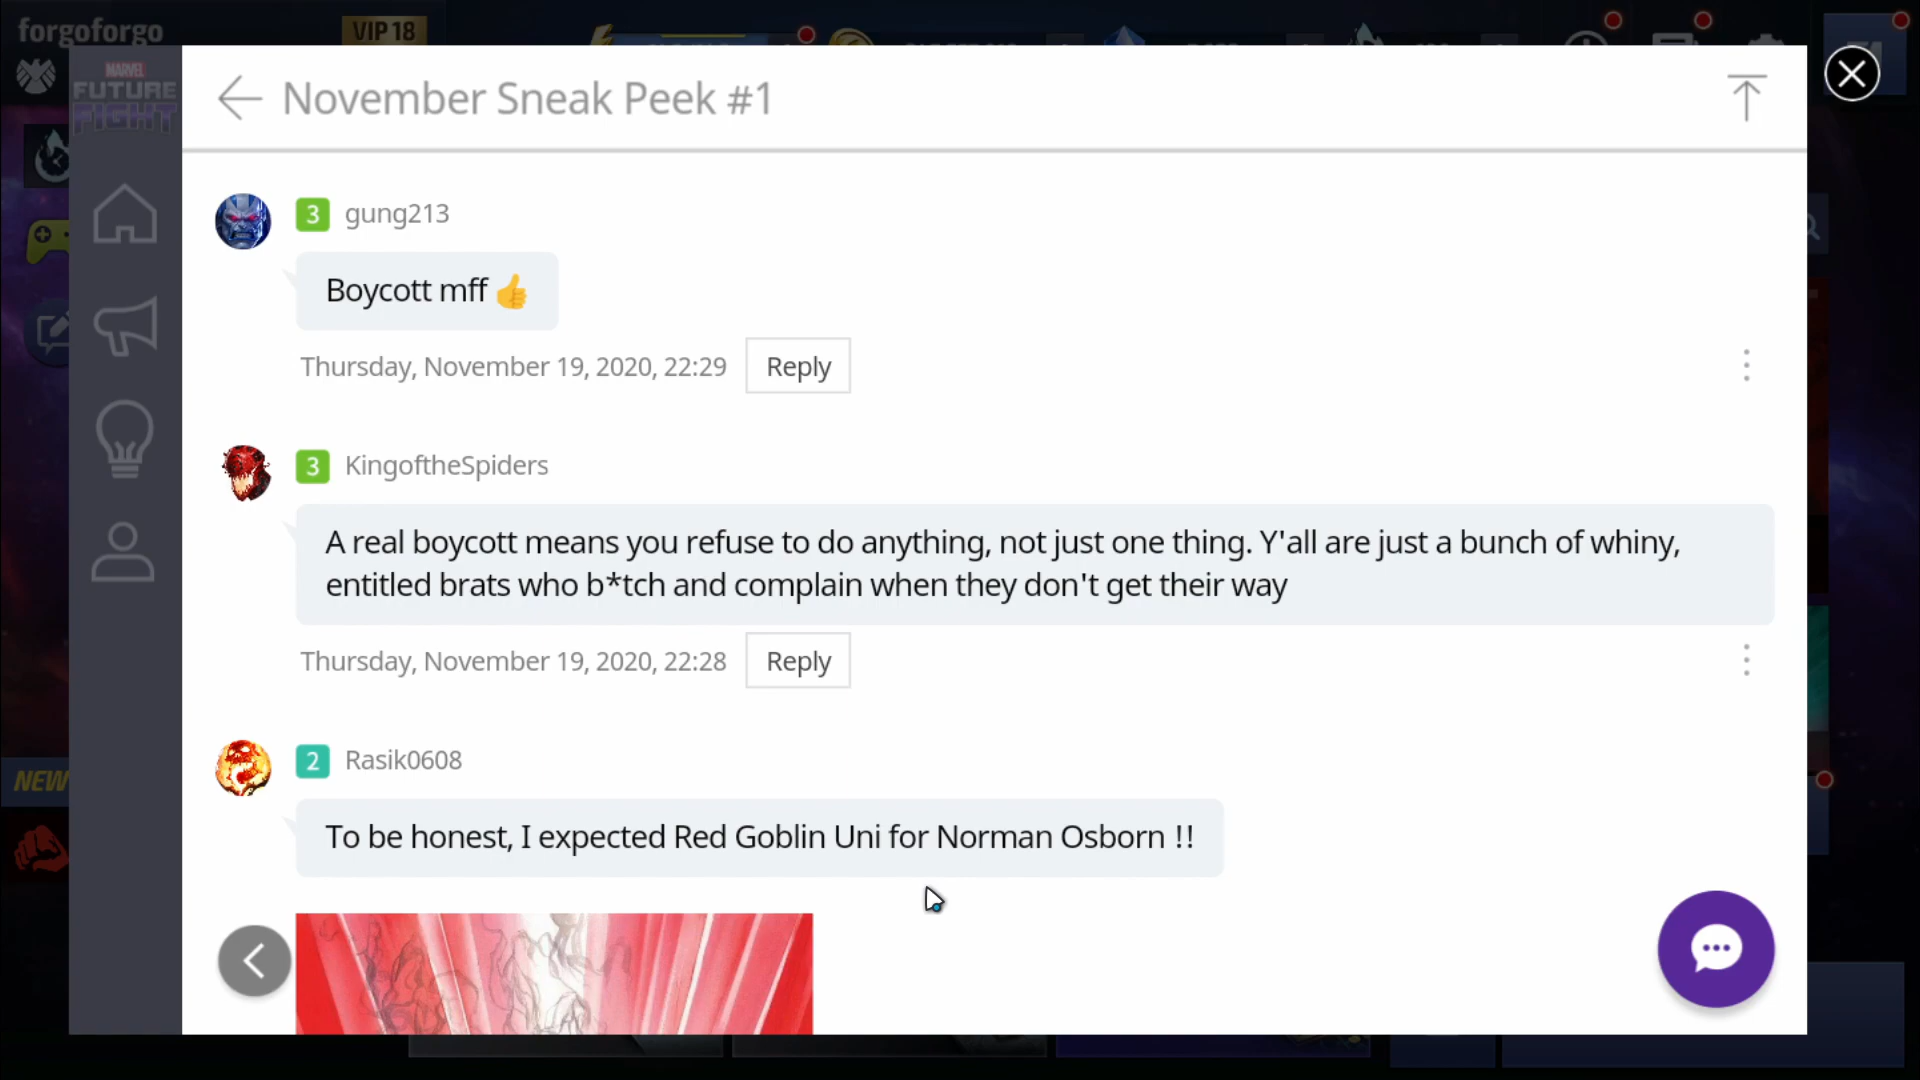 forgoforgo
VIP 18
MARVEL
FUTURE
FIGHT
November Sneak Peek #1
3 gung213
Boycott mff 👍
Thursday, November 19, 2020, 22:29 Reply
3 KingoftheSpiders
A real boycott means you refuse to do anything, not just one thing. Y'all are just a bunch of whiny,
entitled brats who b*tch and complain when they don't get their way
Thursday, November 19, 2020, 22:28 Reply
2 Rasik0608
To be honest, I expected Red Goblin Uni for Norman Osborn !!
NEW